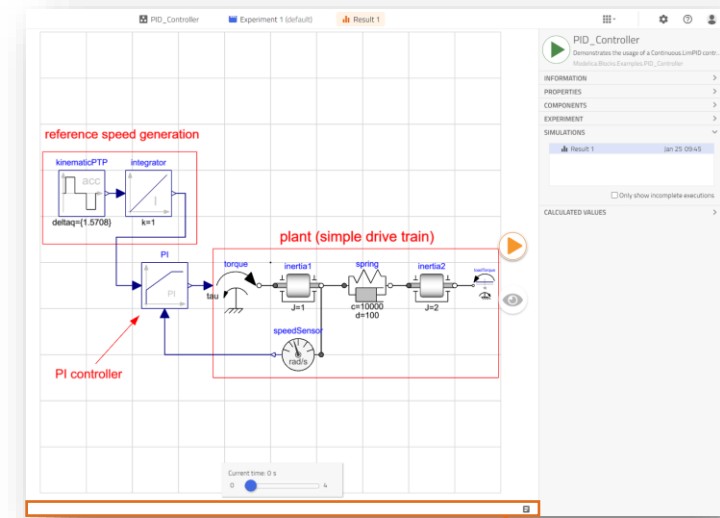 PID_Controller
Experiment 1 (default)
Result 1
PID_Controller
Demonstrates the usage of a Continuous.LimPID contr...
Modelica.Blocks.Examples.PID_Controller
INFORMATION
PROPERTIES
COMPONENTS
EXPERIMENT
SIMULATIONS
Result 1
Jan 25 09:45
Only show incomplete executions
CALCULATED VALUES
reference speed generation
kinematicPTP
integrator
acc
I
deltaq={1.5708}
k=1
plant (simple drive train)
PI
torque
inertia1
spring
inertia2
loadTorque
PI
tau
J=1
c=10000
d=100
J=2
speedSensor
rad/s
PI controller
Current time: 0 s
0
4